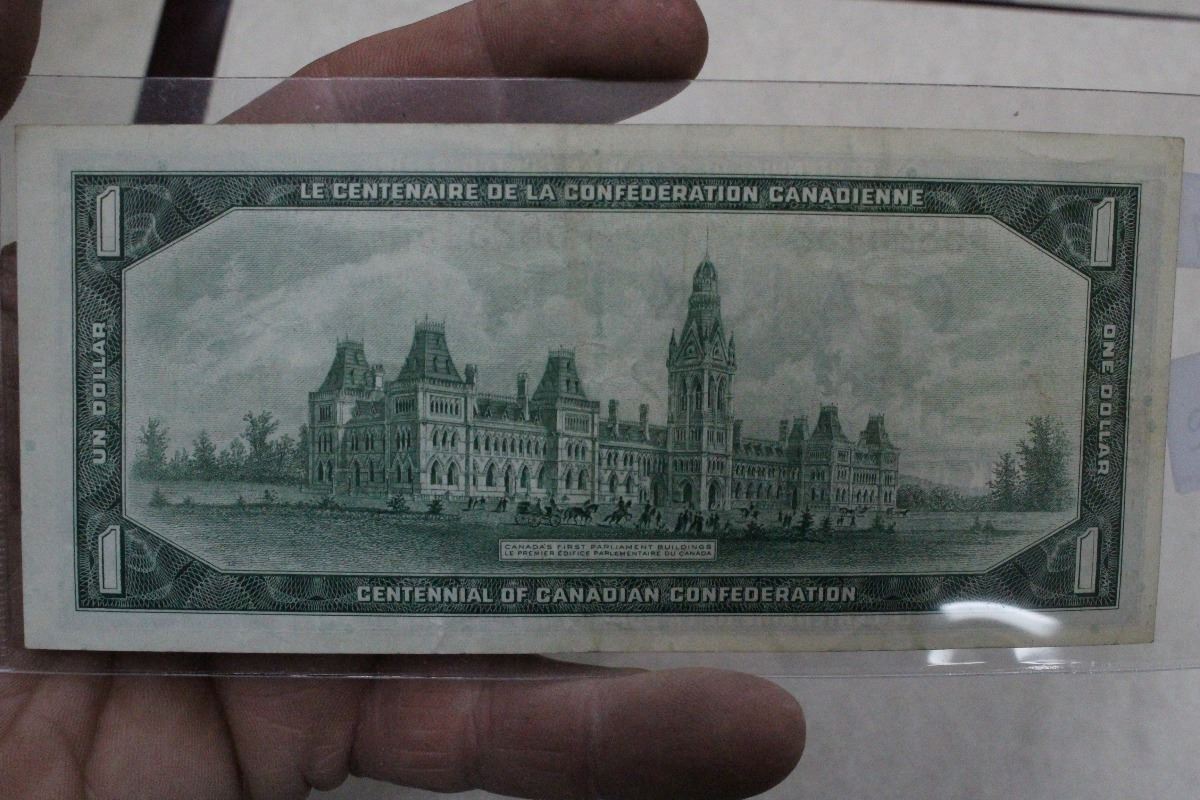 LE CENTENAIRE DE LA CONFÉDÉRATION CANADIENNE
1
1
UN DOLLAR
ONE DOLLAR
CANADA'S FIRST PARLIAMENT BUILDINGS
LE PREMIER ÉDIFICE PARLEMENTAIRE DU CANADA
1
1
CENTENNIAL OF CANADIAN CONFEDERATION